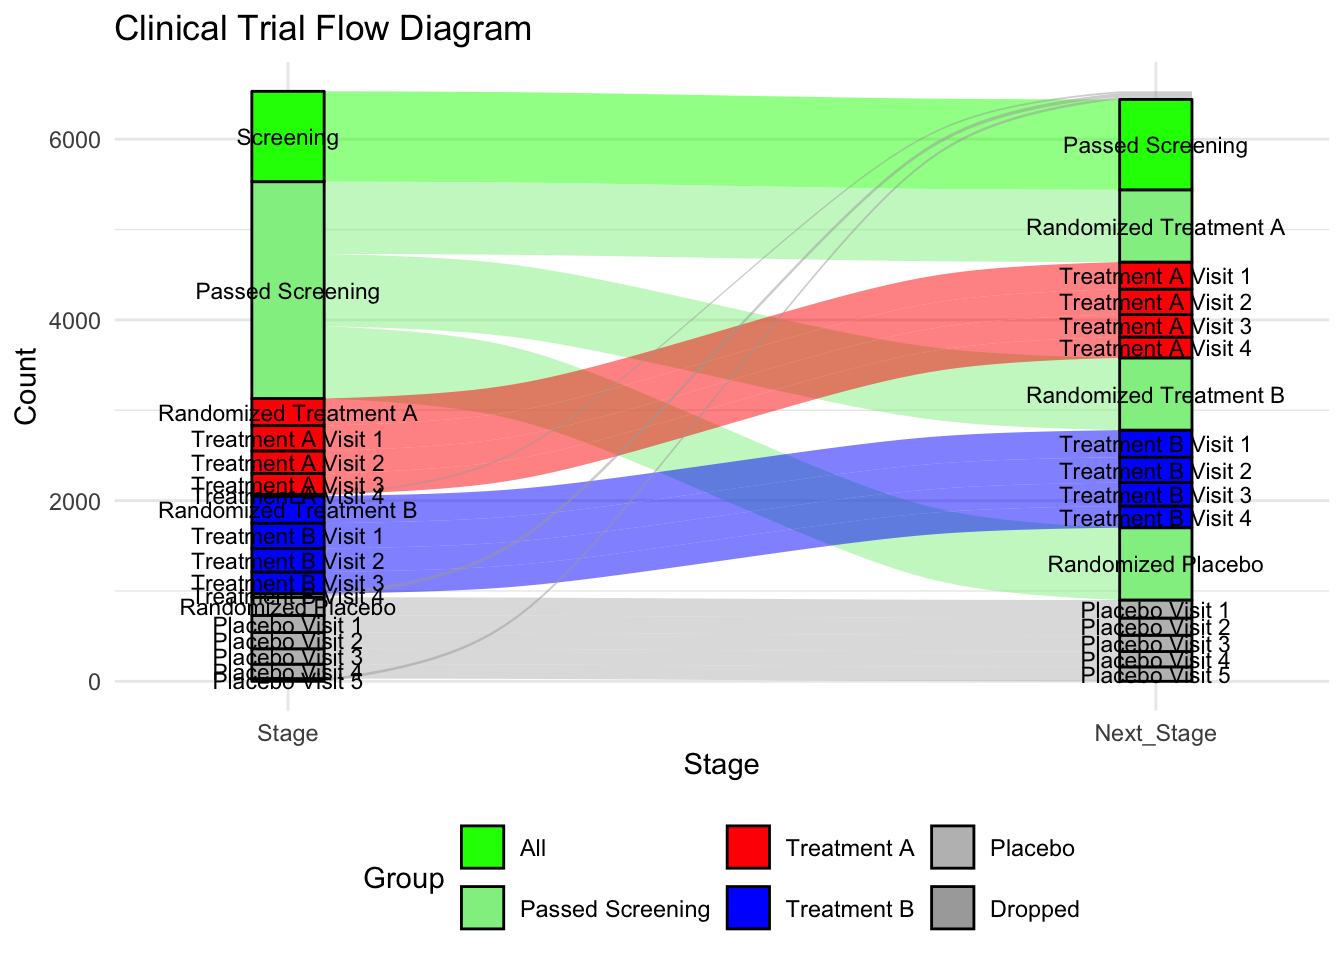 Clinical Trial Flow Diagram
Count
6000
4000
2000
0
Screening
Passed Screening
Randomized Treatment A
Treatment A Visit 1
Treatment A Visit 2
Treatment A Visit 3
Treatment A Visit 4
Randomized Treatment B
Treatment B Visit 1
Treatment B Visit 2
Treatment B Visit 3
Treatment B Visit 4
Randomized Placebo
Placebo Visit 1
Placebo Visit 2
Placebo Visit 3
Placebo Visit 4
Placebo Visit 5
Passed Screening
Randomized Treatment A
Treatment A Visit 1
Treatment A Visit 2
Treatment A Visit 3
Treatment A Visit 4
Randomized Treatment B
Treatment B Visit 1
Treatment B Visit 2
Treatment B Visit 3
Treatment B Visit 4
Randomized Placebo
Placebo Visit 1
Placebo Visit 2
Placebo Visit 3
Placebo Visit 4
Placebo Visit 5
Stage
Next_Stage
Stage
Group
All
Treatment A
Placebo
Passed Screening
Treatment B
Dropped